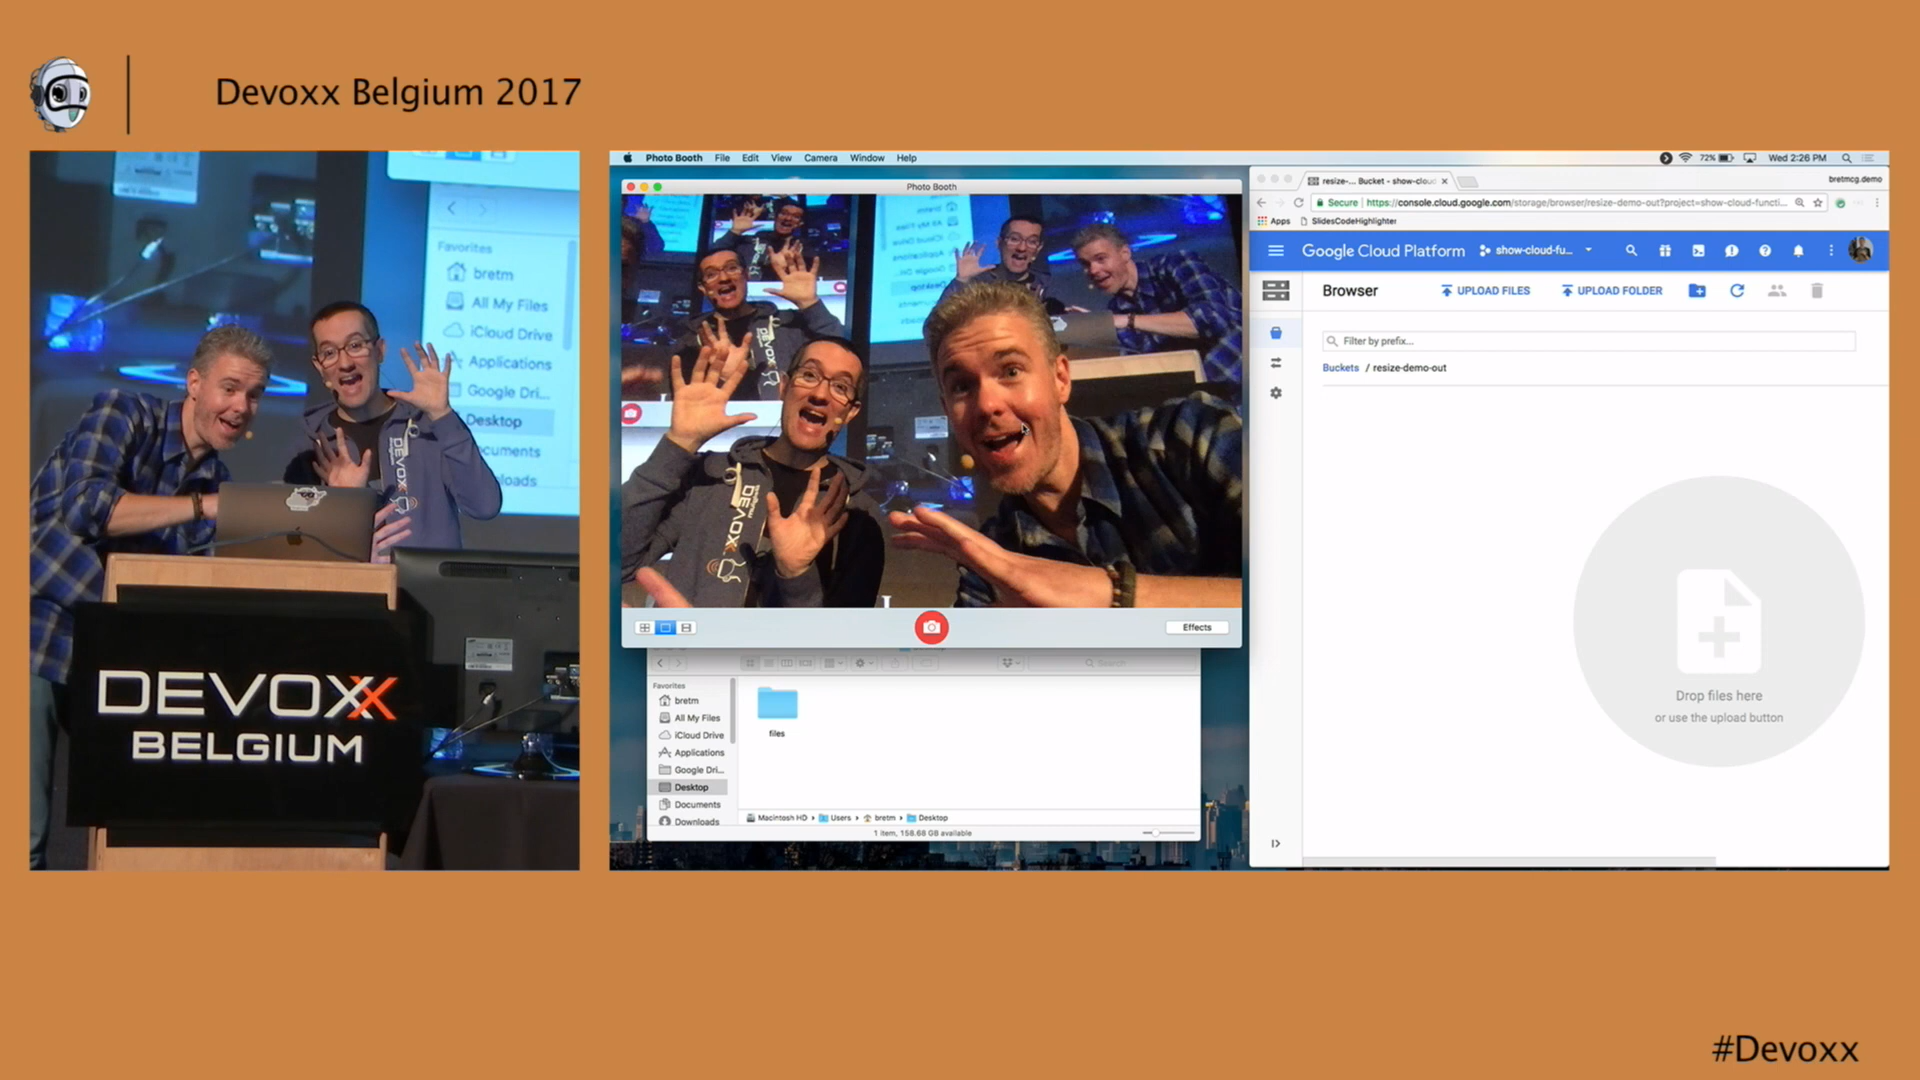 Devoxx Belgium 2017
Favorites
bretm
All My Files
iCloud Drive
Applications
Google Dri...
Desktop
DEVOXX
DEVOXX
BELGIUM
Photo Booth File Edit View Camera Window Help
72% Wed 2:26 PM
Photo Booth
DEVOXX
Effects
Search
Favorites
bretm
All My Files
iCloud Drive
Applications
Google Dri...
Desktop
Documents
Downloads
files
Macintosh HD Users bretm Desktop
1 item, 158.68 GB available
resize-... Bucket - show-cloud
bretmcg.demo
Secure https://console.cloud.google.com/storage/browser/resize-demo-out?project=show-cloud-functi...
Apps SlidesCodeHighlighter
Google Cloud Platform show-cloud-fu...
Browser UPLOAD FILES UPLOAD FOLDER
Filter by prefix...
Buckets / resize-demo-out
Drop files here
or use the upload button
#Devoxx